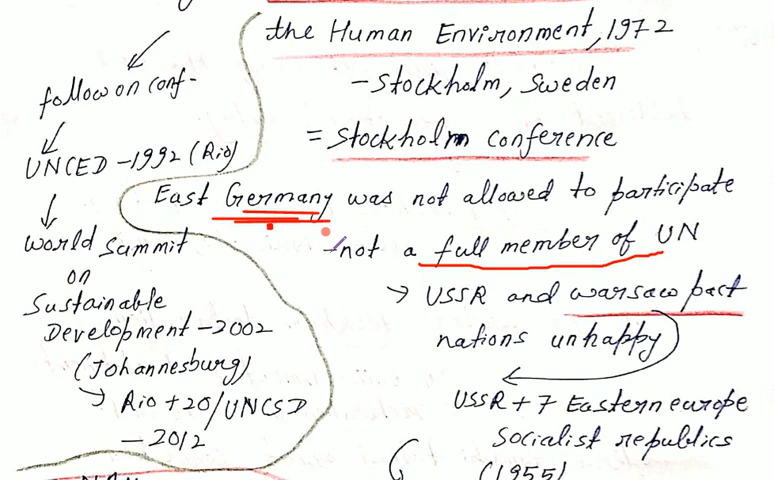 the Human Environment, 1972
- Stockholm, Sweden
= Stockholm conference
East Germany was not allowed to participate
- not a full member of UN
→ USSR and warsaw pact
nations unhappy
USSR + 7 Eastern europe
Socialist republics
(1955)
follow on conf-
UNCED - 1992 (Rio)
World Summit
on
Sustainable
Development - 2002
(Johannesburg)
→ Rio + 20/UNCSD
- 2012